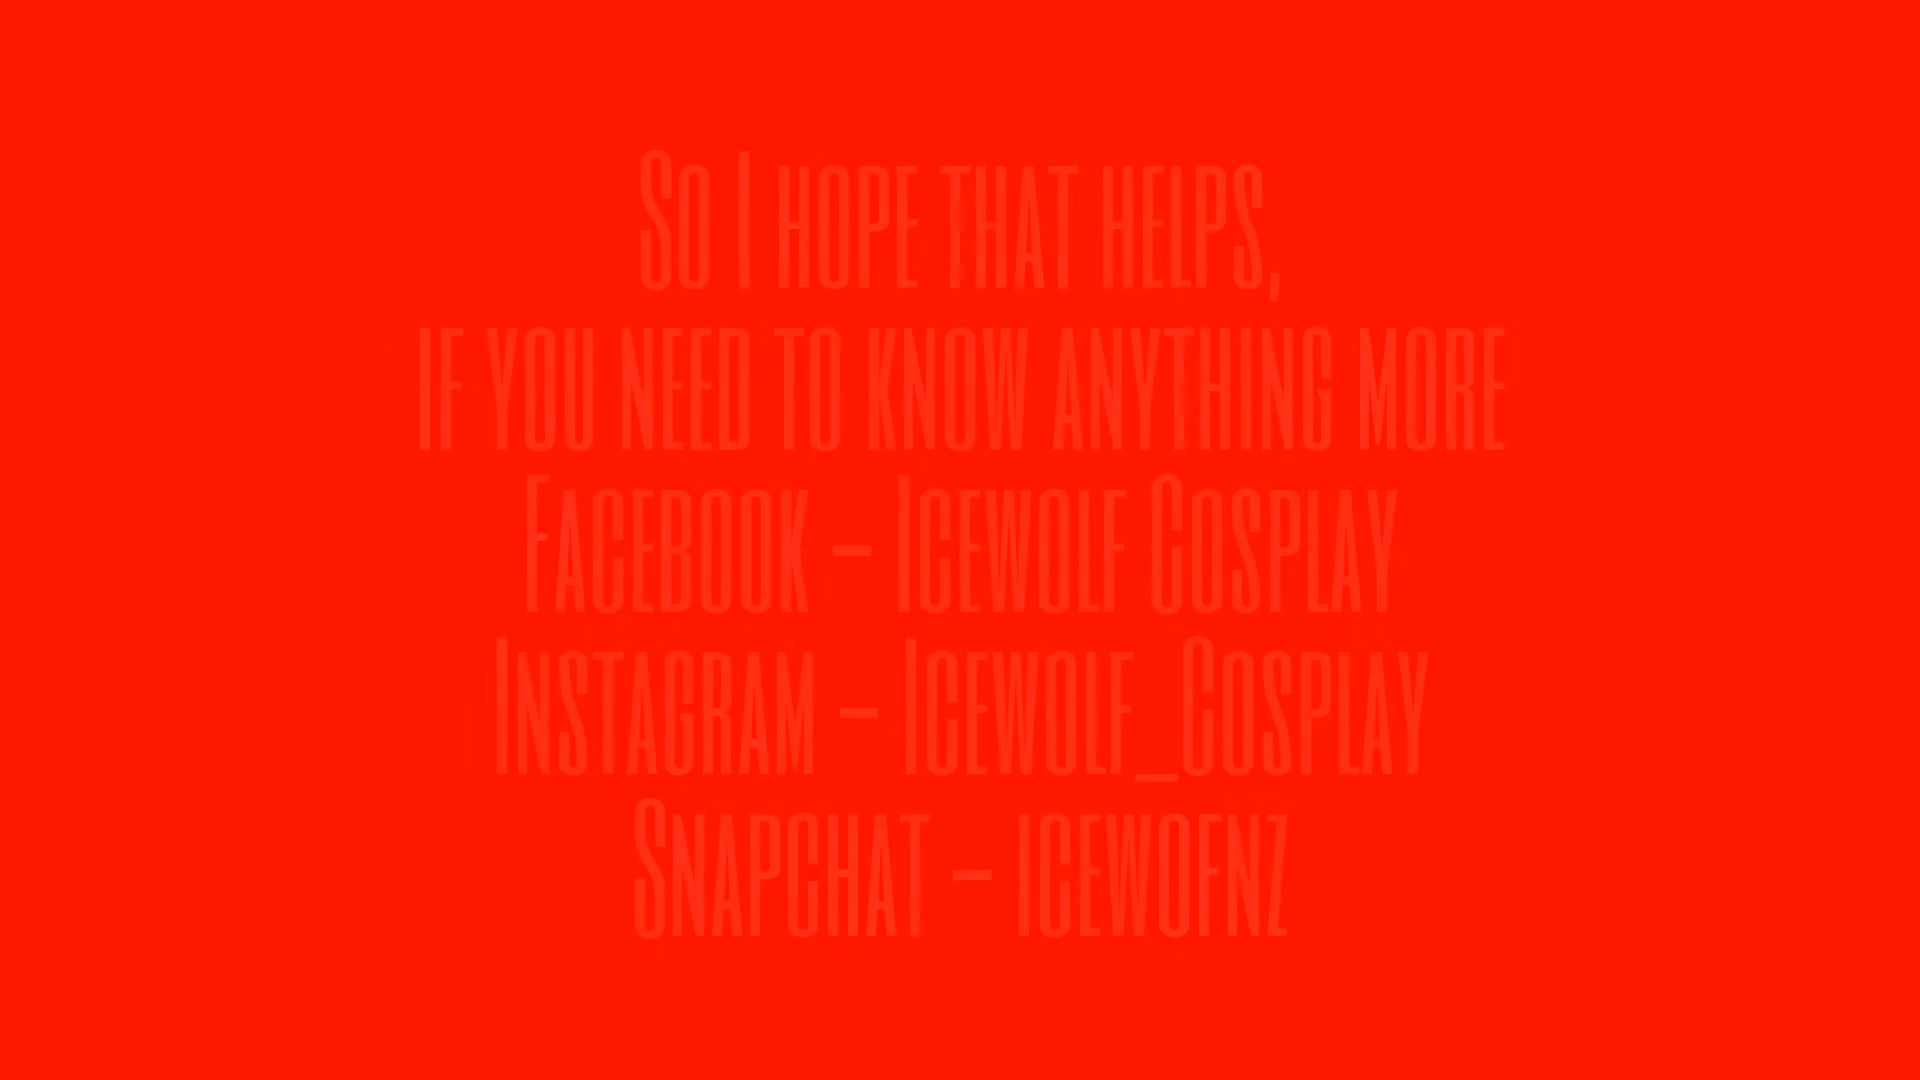 So I hope that helps,
if you need to know anything more
Facebook – Icewolf Cosplay
Instagram – Icewolf_Cosplay
Snapchat – icewofnz